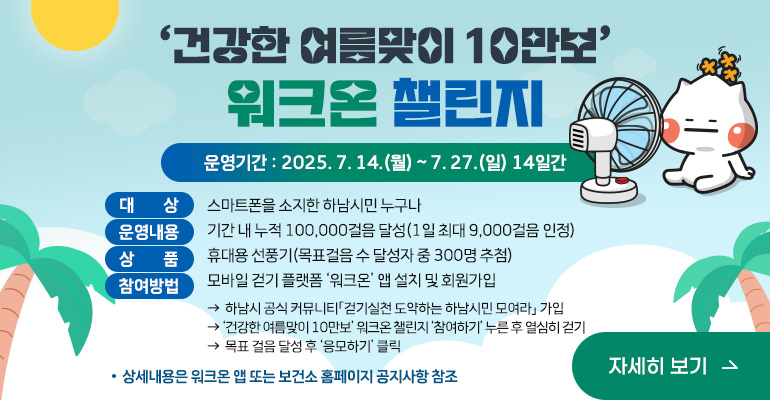 ‘건강한 여름맞이 10만보’
워크온 챌린지
운영기간 : 2025. 7. 14.(월) ~ 7. 27.(일) 14일간
대 상 스마트폰을 소지한 하남시민 누구나
운영내용 기간 내 누적 100,000걸음 달성(1일 최대 9,000걸음 인정)
상 품 휴대용 선풍기(목표걸음 수 달성자 중 300명 추첨)
참여방법 모바일 걷기 플랫폼 ‘워크온’ 앱 설치 및 회원가입
→ 하남시 공식 커뮤니티「걷기실천 도약하는 하남시민 모여라」 가입
→ ‘건강한 여름맞이 10만보’ 워크온 챌린지 ‘참여하기’ 누른 후 열심히 걷기
→ 목표 걸음 달성 후 ‘응모하기’ 클릭
• 상세내용은 워크온 앱 또는 보건소 홈페이지 공지사항 참조
자세히 보기 →